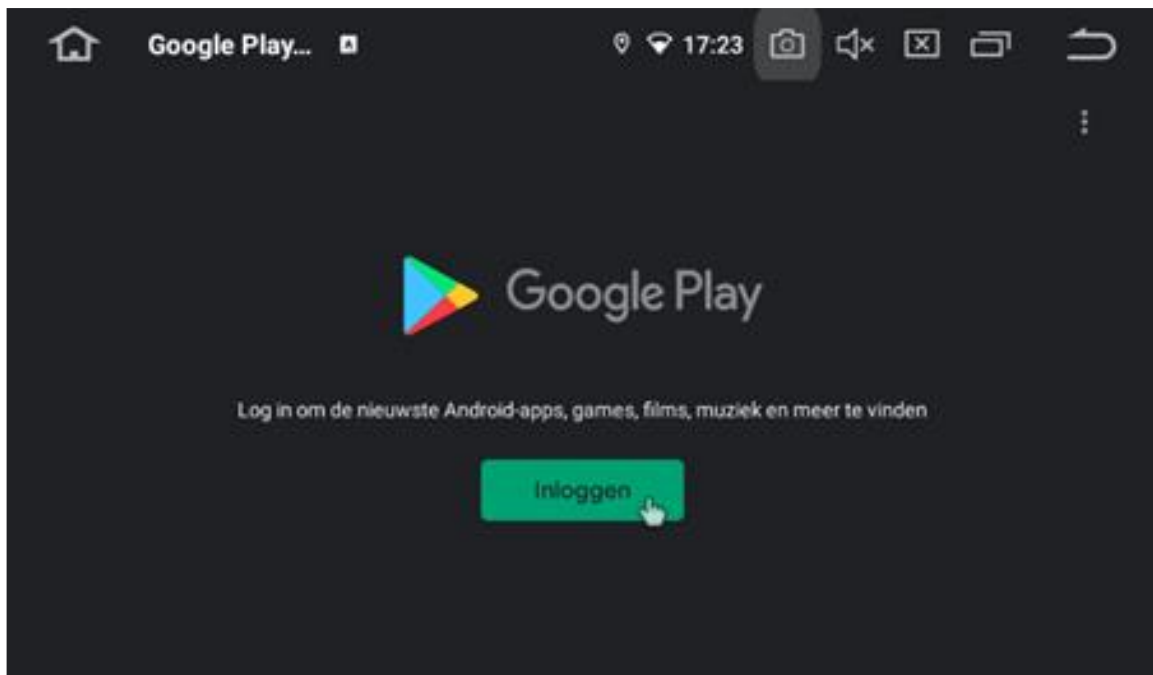 Google Play... A
17:23
Google Play
Log in om de nieuwste Android-apps, games, films, muziek en meer te vinden
Inloggen